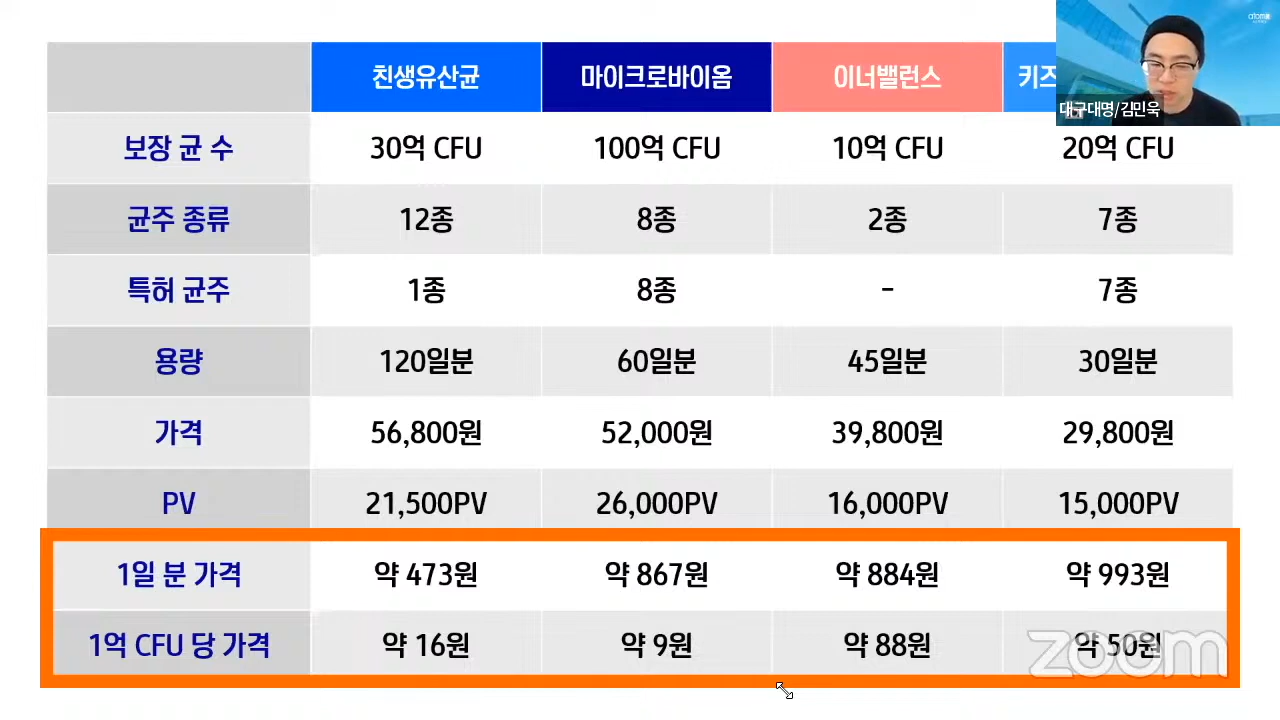 친생유산균 마이크로바이옴 이너밸런스 키즈
atomy
대구대명/김민욱
보장 균 수 30억 CFU 100억 CFU 10억 CFU 20억 CFU
균주 종류 12종 8종 2종 7종
특허 균주 1종 8종 - 7종
용량 120일분 60일분 45일분 30일분
가격 56,800원 52,000원 39,800원 29,800원
PV 21,500PV 26,000PV 16,000PV 15,000PV
1일 분 가격 약 473원 약 867원 약 884원 약 993원
1억 CFU 당 가격 약 16원 약 9원 약 88원 약 50원
zoom